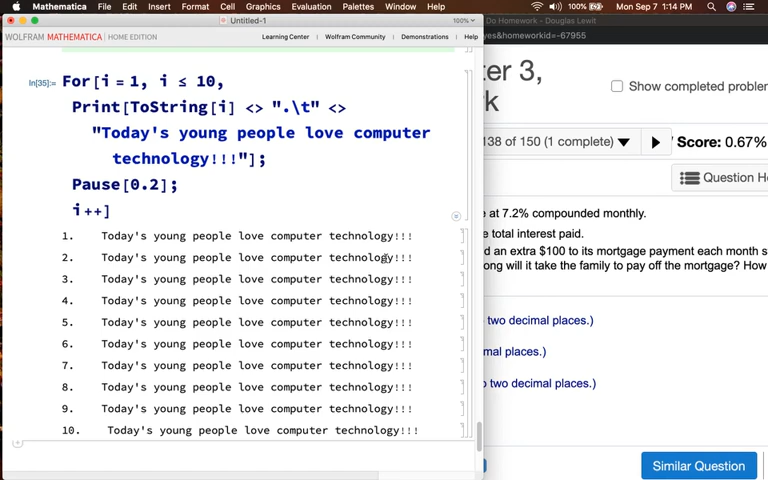 Mathematica File Edit Insert Format Cell Graphics Evaluation Palettes Window Help
100% Mon Sep 7 1:14 PM
Untitled-1
100%
Do Homework - Douglas Lewit
WOLFRAM MATHEMATICA HOME EDITION
Learning Center Wolfram Community Demonstrations Help
yes&homeworkid=-67955
In[35]:= For[i = 1, i ≤ 10,
Print[ToString[i] <> ".\t" <>
"Today's young people love computer
technology!!!"];
Pause[0.2];
i++]
1. Today's young people love computer technology!!!
2. Today's young people love computer technology!!!
3. Today's young people love computer technology!!!
4. Today's young people love computer technology!!!
5. Today's young people love computer technology!!!
6. Today's young people love computer technology!!!
7. Today's young people love computer technology!!!
8. Today's young people love computer technology!!!
9. Today's young people love computer technology!!!
10. Today's young people love computer technology!!!
ter 3,
k
Show completed problem
138 of 150 (1 complete)
Score: 0.67%
Question He
e at 7.2% compounded monthly.
e total interest paid.
d an extra $100 to its mortgage payment each month s
ong will it take the family to pay off the mortgage? How
two decimal places.)
mal places.)
two decimal places.)
Similar Question